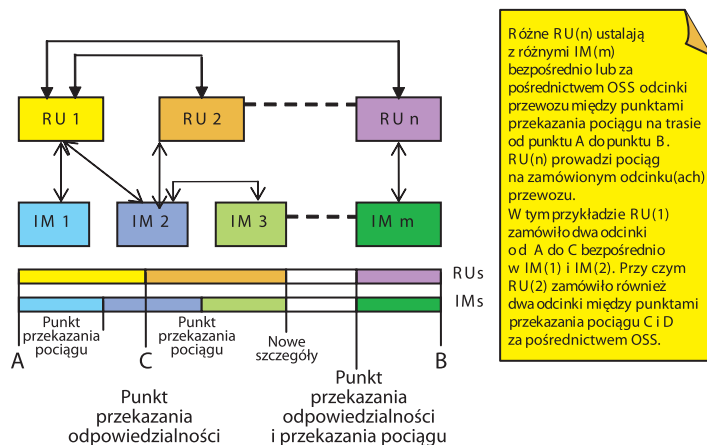 RU 1
RU 2
RU n
IM 1
IM 2
IM 3
IM m
RUs
IMs
Punkt
przekazania
pociągu
Punkt
przekazania
pociągu
Nowe
szczegóły
A
C
B
Punkt
przekazania
odpowiedzialności
Punkt
przekazania
odpowiedzialności
i przekazania pociągu
Różne RU(n) ustalają
z różnymi IM(m)
bezpośrednio lub za
pośrednictwem OSS odcinki
przewozu między punktami
przekazania pociągu na trasie
od punktu A do punktu B.
RU(n) prowadzi pociąg
na zamówionym odcinku(ach)
przewozu.
W tym przykładzie RU(1)
zamówiło dwa odcinki
od A do C bezpośrednio
w IM(1) i IM(2). Przy czym
RU(2) zamówiło również
dwa odcinki między punktami
przekazania pociągu C i D
za pośrednictwem OSS.